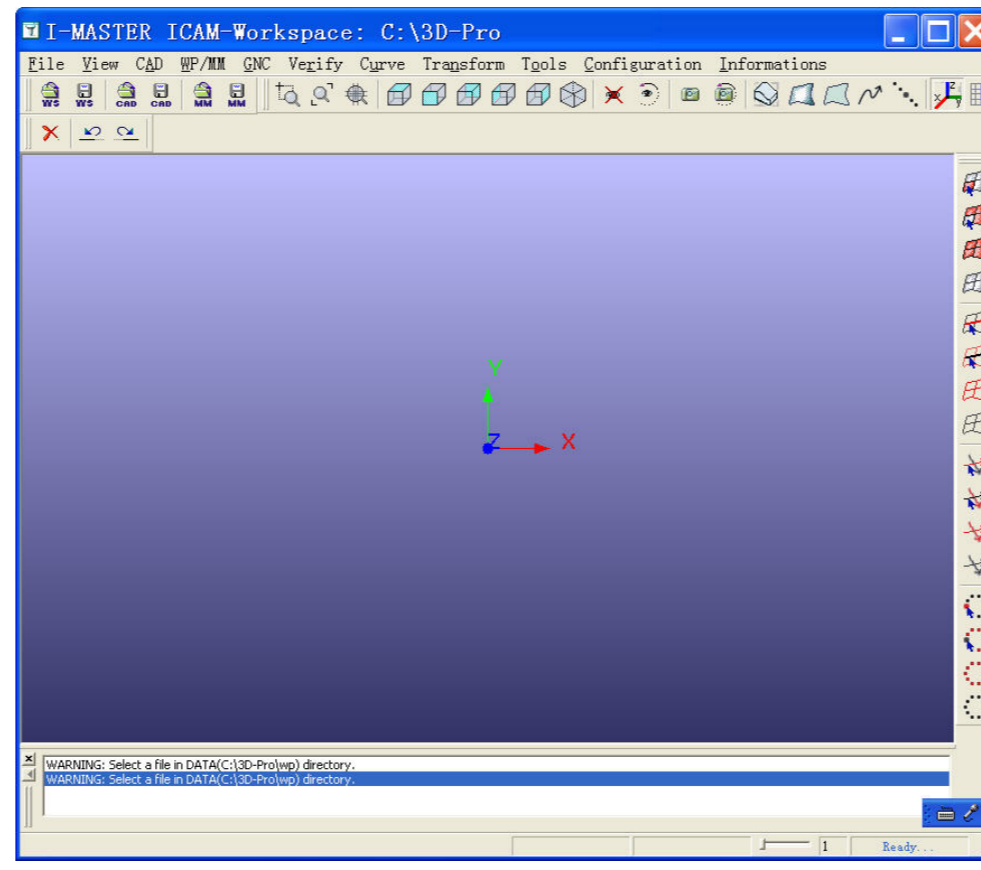 I-MASTER ICAM-Workspace: C:\3D-Pro
File View CAD WP/MM GNC Verify Curve Transform Tools Configuration Informations
WS WS CAD CAD MM MM
Z X Y
Y
Z X
WARNING: Select a file in DATA(C:\3D-Pro\wp) directory.
WARNING: Select a file in DATA(C:\3D-Pro\wp) directory.
1 Ready...